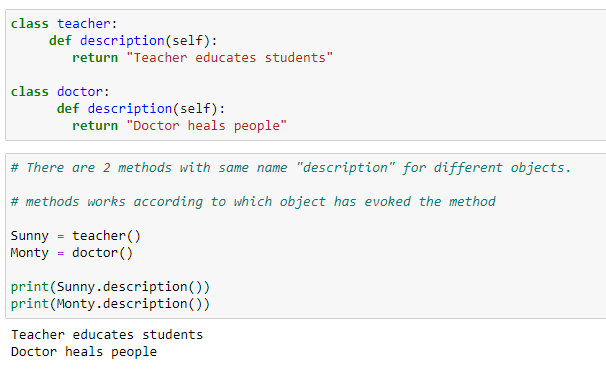 class teacher:
     def description(self):
        return "Teacher educates students"

class doctor:
      def description(self):
        return "Doctor heals people"

# There are 2 methods with same name "description" for different objects.

# methods works according to which object has evoked the method

Sunny = teacher()
Monty = doctor()

print(Sunny.description())
print(Monty.description())

Teacher educates students
Doctor heals people